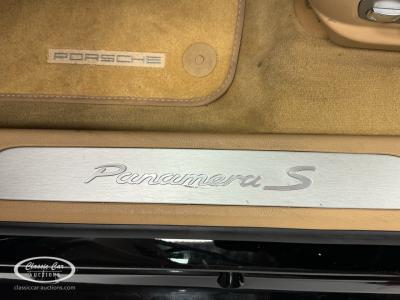 PORSCHE
Panamera S
Classic Car
AUCTIONS
classiccar-auctions.com